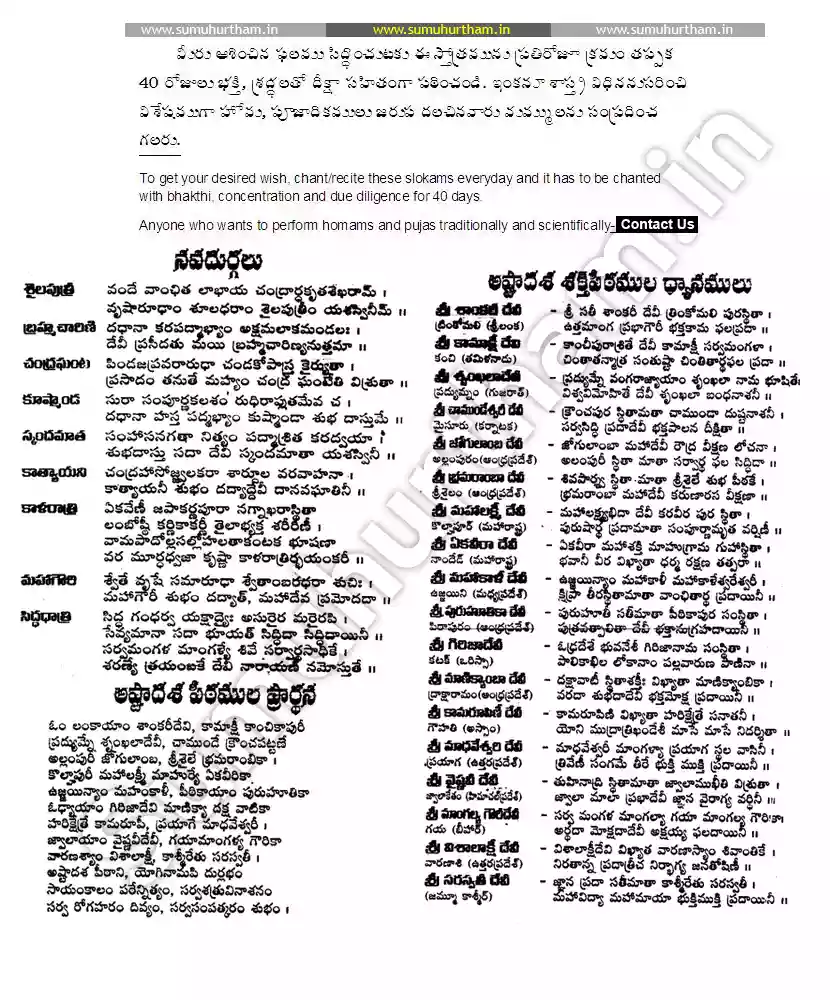 www.sumuhurtham.in www.sumuhurtham.in www.sumuhurtham.in
మీరు ఆశించిన ఫలము సిద్ధించుటకు ఈ స్తోత్రమును ప్రతిరోజూ క్రమం తప్పక
40 రోజులు భక్తి, శ్రద్ధలతో దీక్షా సహితంగా పఠించండి. ఇంకనూ శాస్త్ర విధిననుసరించి
విశేషముగా హోమ, పూజాదికములు జరుప దలచినవారు మమ్ములను సంప్రదించ
గలరు.
To get your desired wish, chant/recite these slokams everyday and it has to be chanted
with bhakthi, concentration and due diligence for 40 days.
Anyone who wants to perform homams and pujas traditionally and scientifically- Contact Us
నవదుర్గలు
శైలపుత్రి వందే వాంఛిత లాభాయ చంద్రార్థకృతశేఖరామ్ ।
వృషారూఢాం శూలధరాం శైలపుత్రీం యశస్వినీమ్ ॥
బ్రహ్మచారిణి దధానా కరపద్మాభ్యాం అక్షమలాకమండలః ।
దేవీ ప్రసీదతు మయి బ్రహ్మచారిణ్యనుత్తమా ॥
చంద్రఘంట పిండజప్రవరారుఢా చండకోపాస్త్ర కైర్యుతా ।
ప్రసాదం తనుతే మహ్యం చంద్ర ఘంటేతి విశ్రుతా ॥
కూష్మాండ సురా సంపూర్ణకలశం రుధిరాప్లుతమేవ చ ।
దధానా హస్త పద్మభ్యాం కుష్మాండా శుభ దాస్తుమే ॥
స్కందమాత సంహాసనగతా నిత్యం పద్మాశ్రిత కరద్వయా ।
శుభదాస్తు సదా దేవీ స్కందమాతా యశస్వినీ ॥
కాత్యాయని చంద్రహాసోజ్జ్వలకరా శార్దూల వరవాహనా ।
కాత్యాయనీ శుభం దద్యాద్దేవీ దానవఘాతినీ ॥
కాళరాత్రి ఏకవేణీ జపాకర్ణపూరా నగ్నాఖరాస్థితా
లంబోష్ఠీ కర్ణికాకర్ణీ తైలాభ్యక్త శరీరిణీ ।
వామపాదోల్లసల్లోహలతాకంటక భూషణా
వర మూర్ధధ్వజా కృష్ణా కాళరాత్రిర్భయంకరీ ॥
మహాగౌరి శ్వేతే వృషే సమారూఢా శ్వేతాంబరధరా శుచిః ।
మహాగౌరీ శుభం దద్యాత్, మహాదేవ ప్రమోదదా ॥
సిద్ధధాత్రి సిద్ధ గంధర్వ యక్షాద్యైః అసురైర మరైరపి ।
సేవ్యమానా సదా భూయాత్ సిద్ధిదా సిద్ధిదాయినీ ॥
సర్వమంగళ మాంగళ్యే శివే సర్వార్థసాధికే ।
శరణ్యే త్రయంబకే దేవీ నారాయణీ నమోస్తుతే ॥
అష్టాదశ పీఠముల ప్రార్థన
ఓం లంకాయాం శాంకరీదేవి, కామాక్షీ కాంచికాపురీ
ప్రద్యుమ్నే శృంఖలాదేవీ, చాముండే క్రౌంచపట్టణే
అల్లంపురీ జోగులాంబ, శ్రీశైలే భ్రమరాంబికా ।
కొల్హాపురీ మహాలక్ష్మీ మాహుర్యే ఏకవీరికా
ఉజ్జయిన్యాం మహంకాళీ, పీఠికాయాం పురుహూతికా
ఓఢ్యాయాం గిరిజాదేవి మాణిక్యా దక్ష వాటికా
హరిక్షేత్రే కామరూపీ, ప్రయాగే మాధవేశ్వరీ ।
జ్వాలాయాం వైష్ణవీదేవీ, గయామాంగళ్య గౌరికా
వారణాస్యాం విశాలాక్షీ, కాశ్మీరేతు సరస్వతీ ।
అష్టాదశ పీఠాని, యోగినామపి దుర్లభం
సాయంకాలం పఠేన్నిత్యం, సర్వశత్రువినాశనం
సర్వ రోగహరం దివ్యం, సర్వసంపత్కరం శుభం ।
అష్టాదశ శక్తిపీఠముల ధ్యానములు
శ్రీ శాంకరీ దేవి - శ్రీ సతీ శాంకరీ దేవీ త్రింకోమలి పురస్థితా ।
ట్రింకోమలి (శ్రీలంక) ఉత్తమాంగ ప్రభాగౌరీ భక్తకామ ఫలప్రదా ॥
శ్రీ కామాక్షీ దేవి - కాంచీపురాశ్రితే దేవీ కామాక్షీ సర్వమంగళా ।
కంచి (తమిళనాడు) చింతాతన్మాత్ర సంతుష్టా చింతితార్థఫల ప్రదా ॥
శ్రీ శృంఖలాదేవి - ప్రద్యుమ్నే వంగరాజ్యాయాం శృంఖలా నామ భూషితే
ప్రద్యుమ్నం (గుజరాత్) విశ్వవిమోహితే దేవీ శృంఖలా బంధనాశనీ ॥
శ్రీ చాముండేశ్వరీ దేవి - క్రౌంచపుర స్థితామతా చాముండా దుష్టనాశనీ ।
మైసూరు (కర్నాటక) సర్వసిద్ధి ప్రదాదేవీ భక్తపాలన దీక్షితా ॥
శ్రీ జోగులాంబ దేవి - జోగులాంబా మహాదేవీ రౌద్ర వీక్షణ లోచనా ।
అల్లంపురం(ఆంధ్రప్రదేశ్) అలంపురీ స్థితా మాతా సర్వార్థ ఫల సిద్ధిదా ॥
శ్రీ భ్రమరాంబా దేవి - శివపార్శ్వ స్థితా మాతా శ్రీశైలే శుభ పీఠకే ।
శ్రీశైలం (ఆంధ్రప్రదేశ్) భ్రమరాంబా మహాదేవీ కరుణారస వీక్షణా ॥
శ్రీ మహాలక్ష్మీ దేవి - మహాలక్ష్యభిదా దేవీ కరవీర పుర స్థితా ।
కొల్హాపూర్ (మహారాష్ట్ర) పురుషార్థ ప్రదామాతా సంపూర్ణామృత వర్షిణీ ॥
శ్రీ ఏకవీరా దేవి - ఏకవీరా మహాశక్తి మాహుగ్రామ గుహాస్థితా ।
నాందేడ్ (మహారాష్ట్ర) భవానీ వీర విఖ్యాతా ధర్మ రక్షణ తత్పరా ॥
శ్రీ మహాకాళీ దేవి - ఉజ్జయిన్యాం మహాకాళీ మహాకాళేశ్వరేశ్వరీ ।
ఉజ్జయిని (మధ్యప్రదేశ్) క్షిప్రా తీరస్థితామాతా వాంఛితార్థ ప్రదాయినీ ॥
శ్రీ పురుహూతికా దేవి - పురుహూతీ సతీమాతా పీఠికాపుర సంస్థితా ।
పిఠాపురం (ఆంధ్రప్రదేశ్) పుత్రవత్పాలితా దేవీ భక్తానుగ్రహదాయినీ ॥
శ్రీ గిరిజాదేవి - ఓఢ్రదేశే భువనేశీ గిరిజానామ సంస్థితా ।
కటక్ (ఒరిస్సా) పాలికాఖిల లోకానాం పల్లవారుణ పాణినా ॥
శ్రీ మాణిక్యాంబా దేవి - దక్షావాటీ స్థితాశక్తిః విఖ్యాతా మాణిక్యాంబికే
ద్రాక్షారామం(ఆంధ్రప్రదేశ్) వరదా శుభదాదేవీ భక్తమోక్ష ప్రదాయినీ ॥
శ్రీ కామరూపిణి దేవి - కామరూపిణీ విఖ్యాతా హరిక్షేత్రే సనాతనీ ।
గౌహతి (అస్సాం) యోని ముద్రాత్రిఖండేశీ మాసే మాసే నిదర్శితా ॥
శ్రీ మాధవేశ్వరి దేవి - మాధవేశ్వరీ మాంగళ్యా ప్రయాగ స్థల వాసినీ ।
ప్రయాగ (ఉత్తరప్రదేశ్) త్రివేణీ సంగమే తీరే భుక్తి ముక్తి ప్రదాయినీ ॥
శ్రీ వైష్ణవీ దేవి - తుహినాద్రి స్థితామాతా జ్వాలాముఖీతి విశ్రుతా ।
జ్వాలాకేతం (హిమాచలప్రదేశ్) జ్వాలా మాలా ప్రభాదేవీ జ్ఞాన వైరాగ్య వర్ధినీ ॥
శ్రీ మాంగల్య గౌరీదేవి - సర్వ మంగళ మాంగల్యా గయా మాంగల్య గౌరికా
గయ (బీహార్) అర్థదా మోక్షదాదేవీ అక్షయ్య ఫలదాయినీ ॥
శ్రీ విశాలాక్షీ దేవి - విశాలాక్షీదేవి విఖ్యాత వారణాస్యాం శివాంతికే ।
వారణాశి (ఉత్తరప్రదేశ్) నిరతాన్న ప్రదాత్రీచ నిర్భాగ్య జనతోషిణీ ॥
శ్రీ సరస్వతీ దేవి - జ్ఞాన ప్రదా సతీమాతా కాశ్మీరేతు సరస్వతీ ।
(జమ్మూ కాశ్మీర్) మహావిద్యా మహామాయా భుక్తిముక్తి ప్రదాయినీ ॥
www.sumuhurtham.in